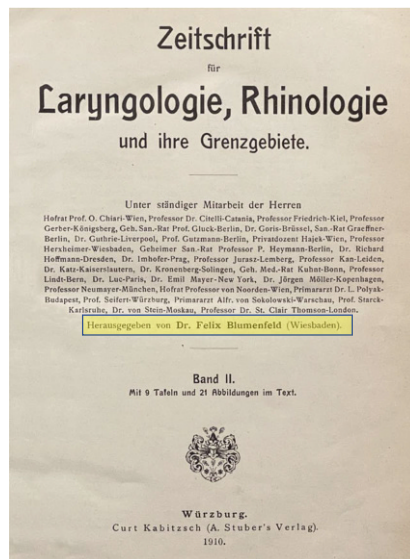 Zeitschrift
für
Laryngologie, Rhinologie
und ihre Grenzgebiete.
Unter ständiger Mitarbeit der Herren
Hofrat Prof. O. Chiari-Wien, Professor Dr. Citelli-Catania, Professor Friedrich-Kiel, Professor
Gerber-Königsberg, Geh. San.-Rat Prof. Gluck-Berlin, Dr. Goris-Brüssel, San.-Rat Graeffner-
Berlin, Dr. Guthrie-Liverpool, Prof. Gutzmann-Berlin, Privatdozent Hajek-Wien, Professor
Herxheimer-Wiesbaden, Geheimer San.-Rat Professor P. Heymann-Berlin, Dr. Richard
Hoffmann-Dresden, Dr. Imhofer-Prag, Professor Jurasz-Lemberg, Professor Kan-Leiden,
Dr. Katz-Kaiserslautern, Dr. Kronenberg-Solingen, Geh. Med.-Rat Kuhnt-Bonn, Professor
Lindt-Bern, Dr. Luc-Paris, Dr. Emil Mayer-New York, Dr. Jörgen Möller-Kopenhagen,
Professor Neumayer-München, Hofrat Professor von Noorden-Wien, Primararzt Dr. L. Polyak-
Budapest, Prof. Seifert-Würzburg, Primararzt Alfr. von Sokolowski-Warschau, Prof. Starck-
Karlsruhe, Dr. von Stein-Moskau, Professor Dr. St. Clair Thomson-London.
Herausgegeben von Dr. Felix Blumenfeld (Wiesbaden).
Band II.
Mit 9 Tafeln und 21 Abbildungen im Text.
Würzburg.
Curt Kabitzsch (A. Stuber's Verlag).
1910.